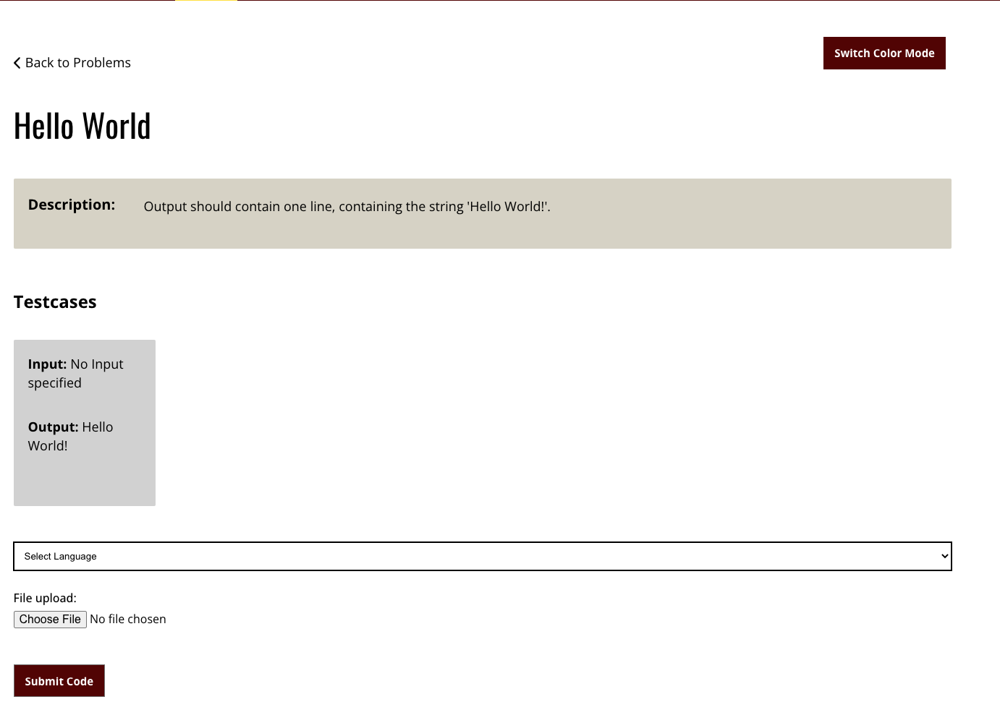 Back to Problems
Switch Color Mode
Hello World
Description: Output should contain one line, containing the string 'Hello World!'.
Testcases
Input: No Input
specified
Output: Hello
World!
Select Language
File upload:
Choose File No file chosen
Submit Code